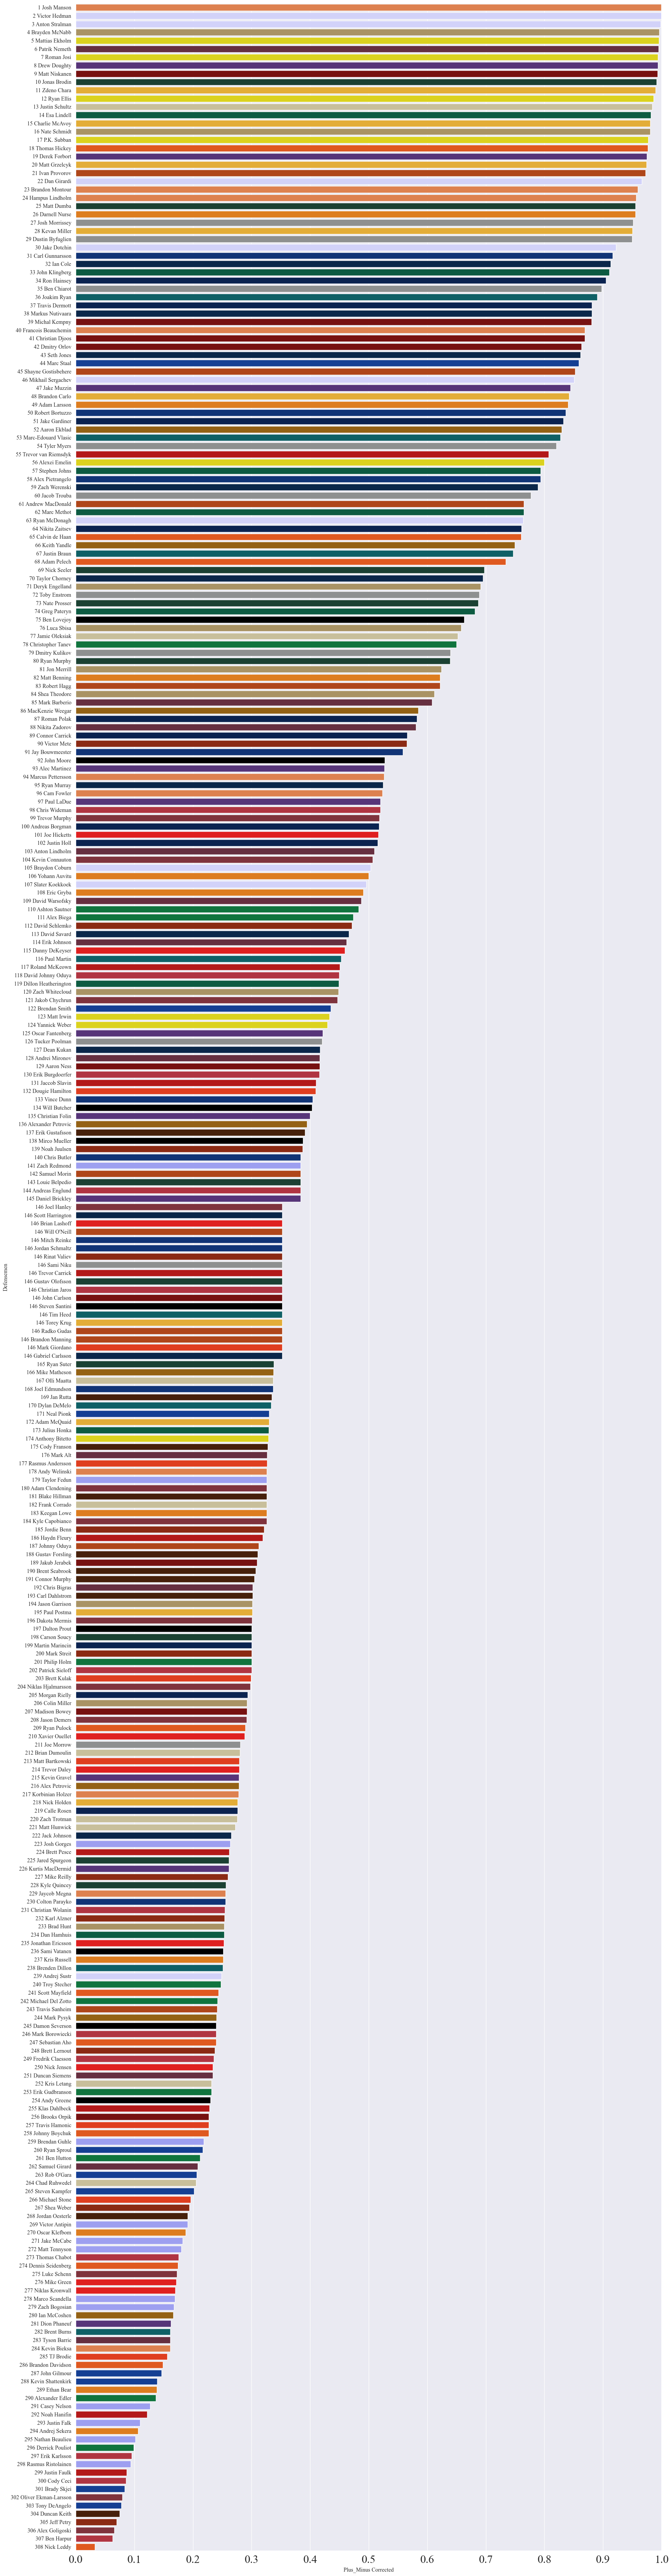 1 Josh Manson
2 Victor Hedman
3 Anton Stralman
4 Brayden McNabb
5 Mattias Ekholm
6 Patrik Nemeth
7 Roman Josi
8 Drew Doughty
9 Matt Niskanen
10 Jonas Brodin
11 Zdeno Chara
12 Ryan Ellis
13 Justin Schultz
14 Esa Lindell
15 Charlie McAvoy
16 Nate Schmidt
17 P.K. Subban
18 Thomas Hickey
19 Derek Forbort
20 Matt Grzelcyk
21 Ivan Provorov
22 Dan Girardi
23 Brandon Montour
24 Hampus Lindholm
25 Matt Dumba
26 Darnell Nurse
27 Josh Morrissey
28 Kevan Miller
29 Dustin Byfuglien
30 Jake Dotchin
31 Carl Gunnarsson
32 Ian Cole
33 John Klingberg
34 Ron Hainsey
35 Ben Chiarot
36 Joakim Ryan
37 Travis Dermott
38 Markus Nutivaara
39 Michal Kempny
40 Francois Beauchemin
41 Christian Djoos
42 Dmitry Orlov
43 Seth Jones
44 Marc Staal
45 Shayne Gostisbehere
46 Mikhail Sergachev
47 Jake Muzzin
48 Brandon Carlo
49 Adam Larsson
50 Robert Bortuzzo
51 Jake Gardiner
52 Aaron Ekblad
53 Marc-Edouard Vlasic
54 Tyler Myers
55 Trevor van Riemsdyk
56 Alexei Emelin
57 Stephen Johns
58 Alex Pietrangelo
59 Zach Werenski
60 Jacob Trouba
61 Andrew MacDonald
62 Marc Methot
63 Ryan McDonagh
64 Nikita Zaitsev
65 Calvin de Haan
66 Keith Yandle
67 Justin Braun
68 Adam Pelech
69 Nick Seeler
70 Taylor Chorney
71 Deryk Engelland
72 Toby Enstrom
73 Nate Prosser
74 Greg Pateryn
75 Ben Lovejoy
76 Luca Sbisa
77 Jamie Oleksiak
78 Christopher Tanev
79 Dmitry Kulikov
80 Ryan Murphy
81 Jon Merrill
82 Matt Benning
83 Robert Hagg
84 Shea Theodore
85 Mark Barberio
86 MacKenzie Weegar
87 Roman Polak
88 Nikita Zadorov
89 Connor Carrick
90 Victor Mete
91 Jay Bouwmeester
92 John Moore
93 Alec Martinez
94 Marcus Pettersson
95 Ryan Murray
96 Cam Fowler
97 Paul LaDue
98 Chris Wideman
99 Trevor Murphy
100 Andreas Borgman
101 Joe Hicketts
102 Justin Holl
103 Anton Lindholm
104 Kevin Connauton
105 Braydon Coburn
106 Yohann Auvitu
107 Slater Koekkoek
108 Eric Gryba
109 David Warsofsky
110 Ashton Sautner
111 Alex Biega
112 David Schlemko
113 David Savard
114 Erik Johnson
115 Danny DeKeyser
116 Paul Martin
117 Roland McKeown
118 David Johnny Oduya
119 Dillon Heatherington
120 Zach Whitecloud
121 Jakob Chychrun
122 Brendan Smith
123 Matt Irwin
124 Yannick Weber
125 Oscar Fantenberg
126 Tucker Poolman
127 Dean Kukan
128 Andrei Mironov
129 Aaron Ness
130 Erik Burgdoerfer
131 Jaccob Slavin
132 Dougie Hamilton
133 Vince Dunn
134 Will Butcher
135 Christian Folin
136 Alexander Petrovic
137 Erik Gustafsson
138 Mirco Mueller
139 Noah Juulsen
140 Chris Butler
141 Zach Redmond
142 Samuel Morin
143 Louie Belpedio
144 Andreas Englund
145 Daniel Brickley
146 Joel Hanley
146 Scott Harrington
146 Brian Lashoff
146 Will O'Neill
146 Mitch Reinke
146 Jordan Schmaltz
146 Rinat Valiev
146 Sami Niku
146 Trevor Carrick
146 Gustav Olofsson
146 Christian Jaros
146 John Carlson
146 Steven Santini
146 Tim Heed
146 Torey Krug
146 Radko Gudas
146 Brandon Manning
146 Mark Giordano
146 Gabriel Carlsson
165 Ryan Suter
166 Mike Matheson
167 Olli Maatta
168 Joel Edmundson
169 Jan Rutta
170 Dylan DeMelo
171 Neal Pionk
172 Adam McQuaid
173 Julius Honka
174 Anthony Bitetto
175 Cody Franson
176 Mark Alt
177 Rasmus Andersson
178 Andy Welinski
179 Taylor Fedun
180 Adam Clendening
181 Blake Hillman
182 Frank Corrado
183 Keegan Lowe
184 Kyle Capobianco
185 Jordie Benn
186 Haydn Fleury
187 Johnny Oduya
188 Gustav Forsling
189 Jakub Jerabek
190 Brent Seabrook
191 Connor Murphy
192 Chris Bigras
193 Carl Dahlstrom
194 Jason Garrison
195 Paul Postma
196 Dakota Mermis
197 Dalton Prout
198 Carson Soucy
199 Martin Marincin
200 Mark Streit
201 Philip Holm
202 Patrick Sieloff
203 Brett Kulak
204 Niklas Hjalmarsson
205 Morgan Rielly
206 Colin Miller
207 Madison Bowey
208 Jason Demers
209 Ryan Pulock
210 Xavier Ouellet
211 Joe Morrow
212 Brian Dumoulin
213 Matt Bartkowski
214 Trevor Daley
215 Kevin Gravel
216 Alex Petrovic
217 Korbinian Holzer
218 Nick Holden
219 Calle Rosen
220 Zach Trotman
221 Matt Hunwick
222 Jack Johnson
223 Josh Gorges
224 Brett Pesce
225 Jared Spurgeon
226 Kurtis MacDermid
227 Mike Reilly
228 Kyle Quincey
229 Jaycob Megna
230 Colton Parayko
231 Christian Wolanin
232 Karl Alzner
233 Brad Hunt
234 Dan Hamhuis
235 Jonathan Ericsson
236 Sami Vatanen
237 Kris Russell
238 Brenden Dillon
239 Andrej Sustr
240 Troy Stecher
241 Scott Mayfield
242 Michael Del Zotto
243 Travis Sanheim
244 Mark Pysyk
245 Damon Severson
246 Mark Borowiecki
247 Sebastian Aho
248 Brett Lernout
249 Fredrik Claesson
250 Nick Jensen
251 Duncan Siemens
252 Kris Letang
253 Erik Gudbranson
254 Andy Greene
255 Klas Dahlbeck
256 Brooks Orpik
257 Travis Hamonic
258 Johnny Boychuk
259 Brendan Guhle
260 Ryan Sproul
261 Ben Hutton
262 Samuel Girard
263 Rob O'Gara
264 Chad Ruhwedel
265 Steven Kampfer
266 Michael Stone
267 Shea Weber
268 Jordan Oesterle
269 Victor Antipin
270 Oscar Klefbom
271 Jake McCabe
272 Matt Tennyson
273 Thomas Chabot
274 Dennis Seidenberg
275 Luke Schenn
276 Mike Green
277 Niklas Kronwall
278 Marco Scandella
279 Zach Bogosian
280 Ian McCoshen
281 Dion Phaneuf
282 Brent Burns
283 Tyson Barrie
284 Kevin Bieksa
285 TJ Brodie
286 Brandon Davidson
287 John Gilmour
288 Kevin Shattenkirk
289 Ethan Bear
290 Alexander Edler
291 Casey Nelson
292 Noah Hanifin
293 Justin Falk
294 Andrej Sekera
295 Nathan Beaulieu
296 Derrick Pouliot
297 Erik Karlsson
298 Rasmus Ristolainen
299 Justin Faulk
300 Cody Ceci
301 Brady Skjei
302 Oliver Ekman-Larsson
303 Tony DeAngelo
304 Duncan Keith
305 Jeff Petry
306 Alex Goligoski
307 Ben Harpur
308 Nick Leddy
Defensemen
0.0 0.1 0.2 0.3 0.4 0.5 0.6 0.7 0.8 0.9 1.0
Plus_Minus Corrected